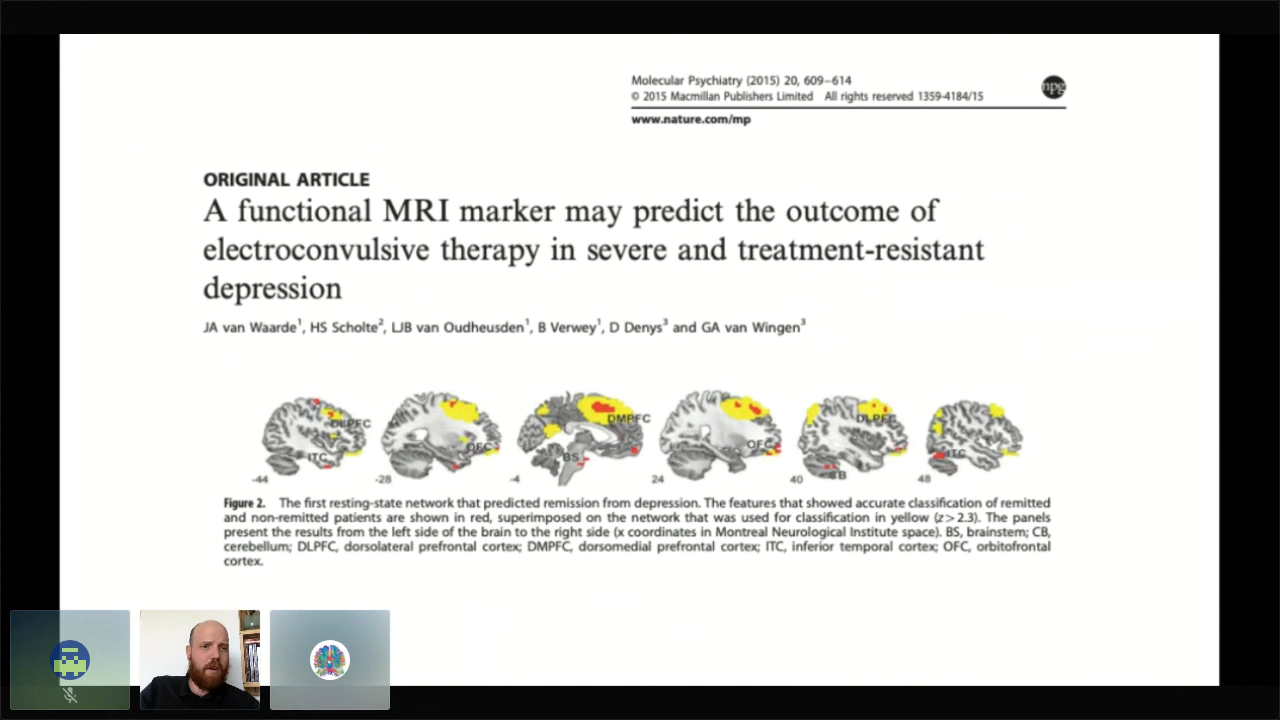 Molecular Psychiatry (2015) 20, 609–614
© 2015 Macmillan Publishers Limited All rights reserved 1359-4184/15
npg
www.nature.com/mp
ORIGINAL ARTICLE
A functional MRI marker may predict the outcome of
electroconvulsive therapy in severe and treatment-resistant
depression
JA van Waarde¹, HS Scholte², LJB van Oudheusden¹, B Verwey¹, D Denys³ and GA van Wingen³
DLPFC
ITC
-44
OFC
-28
DMPFC
BS
-4
OFC
24
DLPFC
CB
40
ITC
48
Figure 2. The first resting-state network that predicted remission from depression. The features that showed accurate classification of remitted
and non-remitted patients are shown in red, superimposed on the network that was used for classification in yellow (z>2.3). The panels
present the results from the left side of the brain to the right side (x coordinates in Montreal Neurological Institute space). BS, brainstem; CB,
cerebellum; DLPFC, dorsolateral prefrontal cortex; DMPFC, dorsomedial prefrontal cortex; ITC, inferior temporal cortex; OFC, orbitofrontal
cortex.